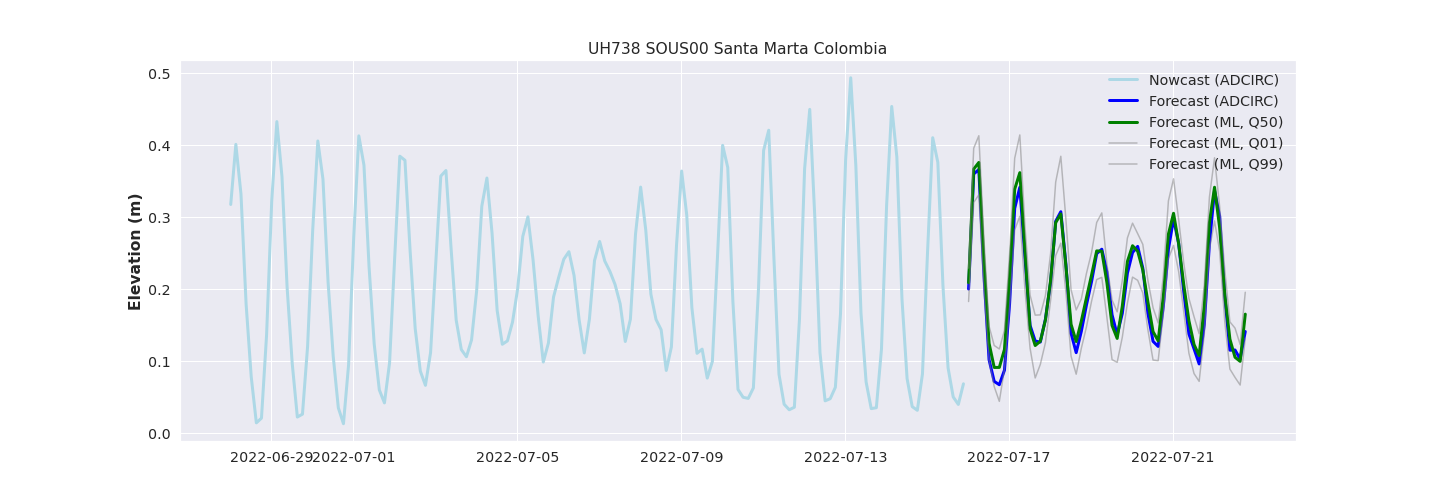 UH738 SOUS00 Santa Marta Colombia
Elevation (m)
0.5
0.4
0.3
0.2
0.1
0.0
Nowcast (ADCIRC)
Forecast (ADCIRC)
Forecast (ML, Q50)
Forecast (ML, Q01)
Forecast (ML, Q99)
2022-06-29 2022-07-01 2022-07-05 2022-07-09 2022-07-13 2022-07-17 2022-07-21